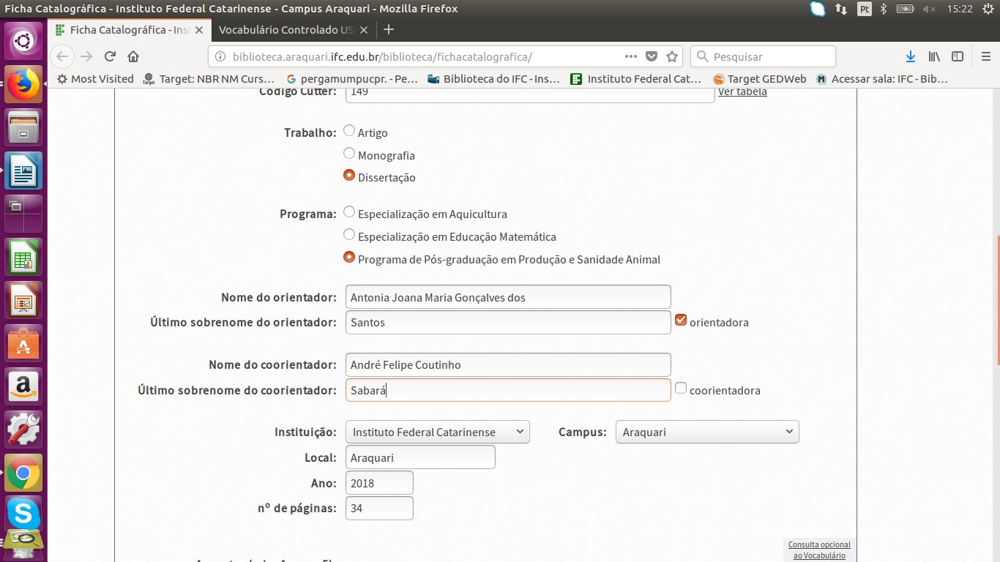 Ficha Catalográfica - Instituto Federal Catarinense - Campus Araquari - Mozilla Firefox Pt 15:22
Ficha Catalográfica - Inst Vocabulário Controlado US
biblioteca.araquari.ifc.edu.br/biblioteca/fichacatalografica/ Pesquisar
Most Visited Target: NBR NM Curs… pergamumpucpr. - Pe… Biblioteca do IFC - Ins… Instituto Federal Cat… Target GEDWeb Acessar sala: IFC - Bib…
Código Cutter: 149 Ver tabela
Trabalho: Artigo
Monografia
Dissertação
Programa: Especialização em Aquicultura
Especialização em Educação Matemática
Programa de Pós-graduação em Produção e Sanidade Animal
Nome do orientador: Antonia Joana Maria Gonçalves dos
Último sobrenome do orientador: Santos orientadora
Nome do coorientador: André Felipe Coutinho
Último sobrenome do coorientador: Sabará coorientadora
Instituição: Instituto Federal Catarinense Campus: Araquari
Local: Araquari
Ano: 2018
nº de páginas: 34
Consulta opcional
ao Vocabulário